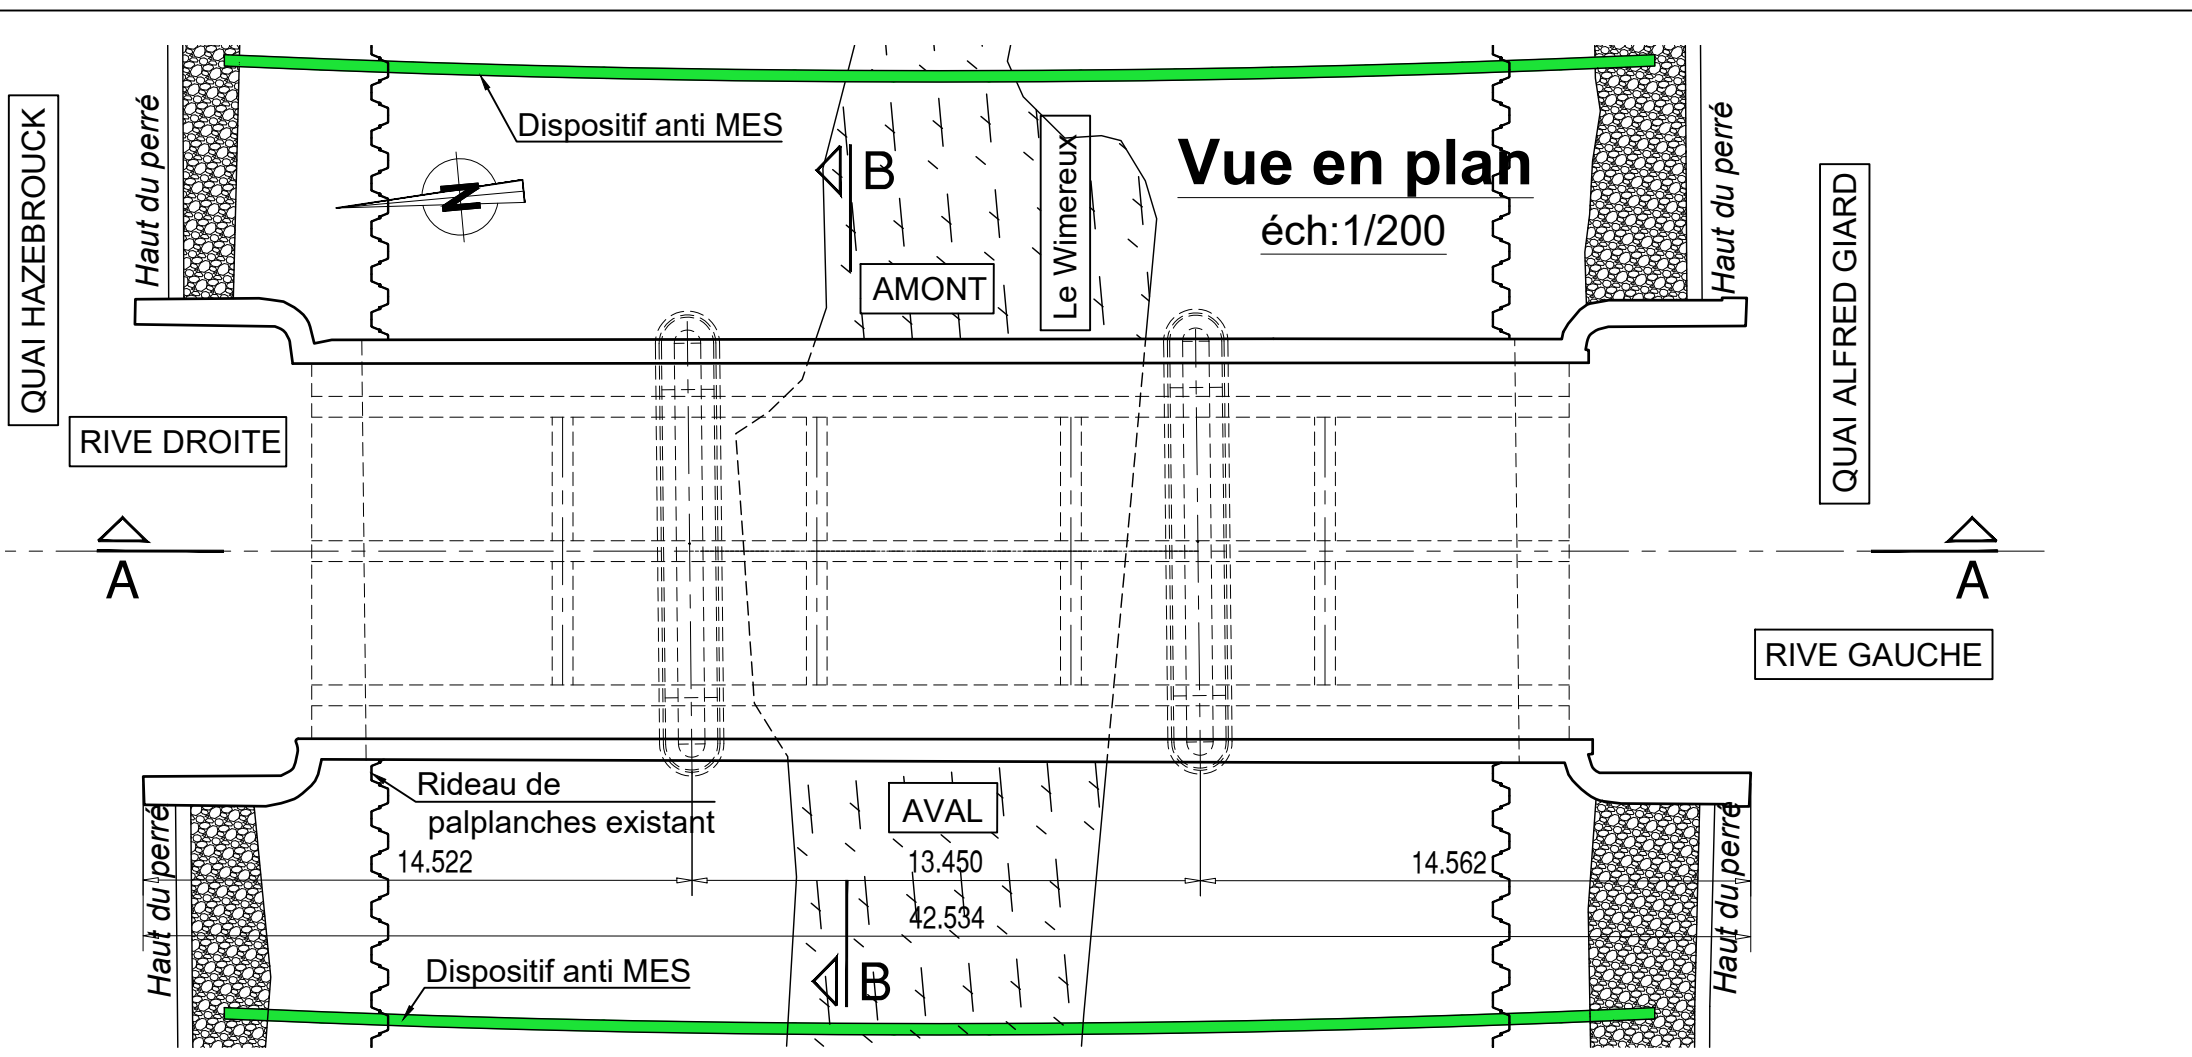 QUAI HAZEBROUCK
Haut du perré
Dispositif anti MES
N
B
AMONT
Le Wimereux
Vue en plan
éch:1/200
Haut du perré
QUAI ALFRED GIARD
RIVE DROITE
A
A
RIVE GAUCHE
Rideau de
palplanches existant
AVAL
14.522
13.450
14.562
42.534
Haut du perré
Haut du perré
Dispositif anti MES
B